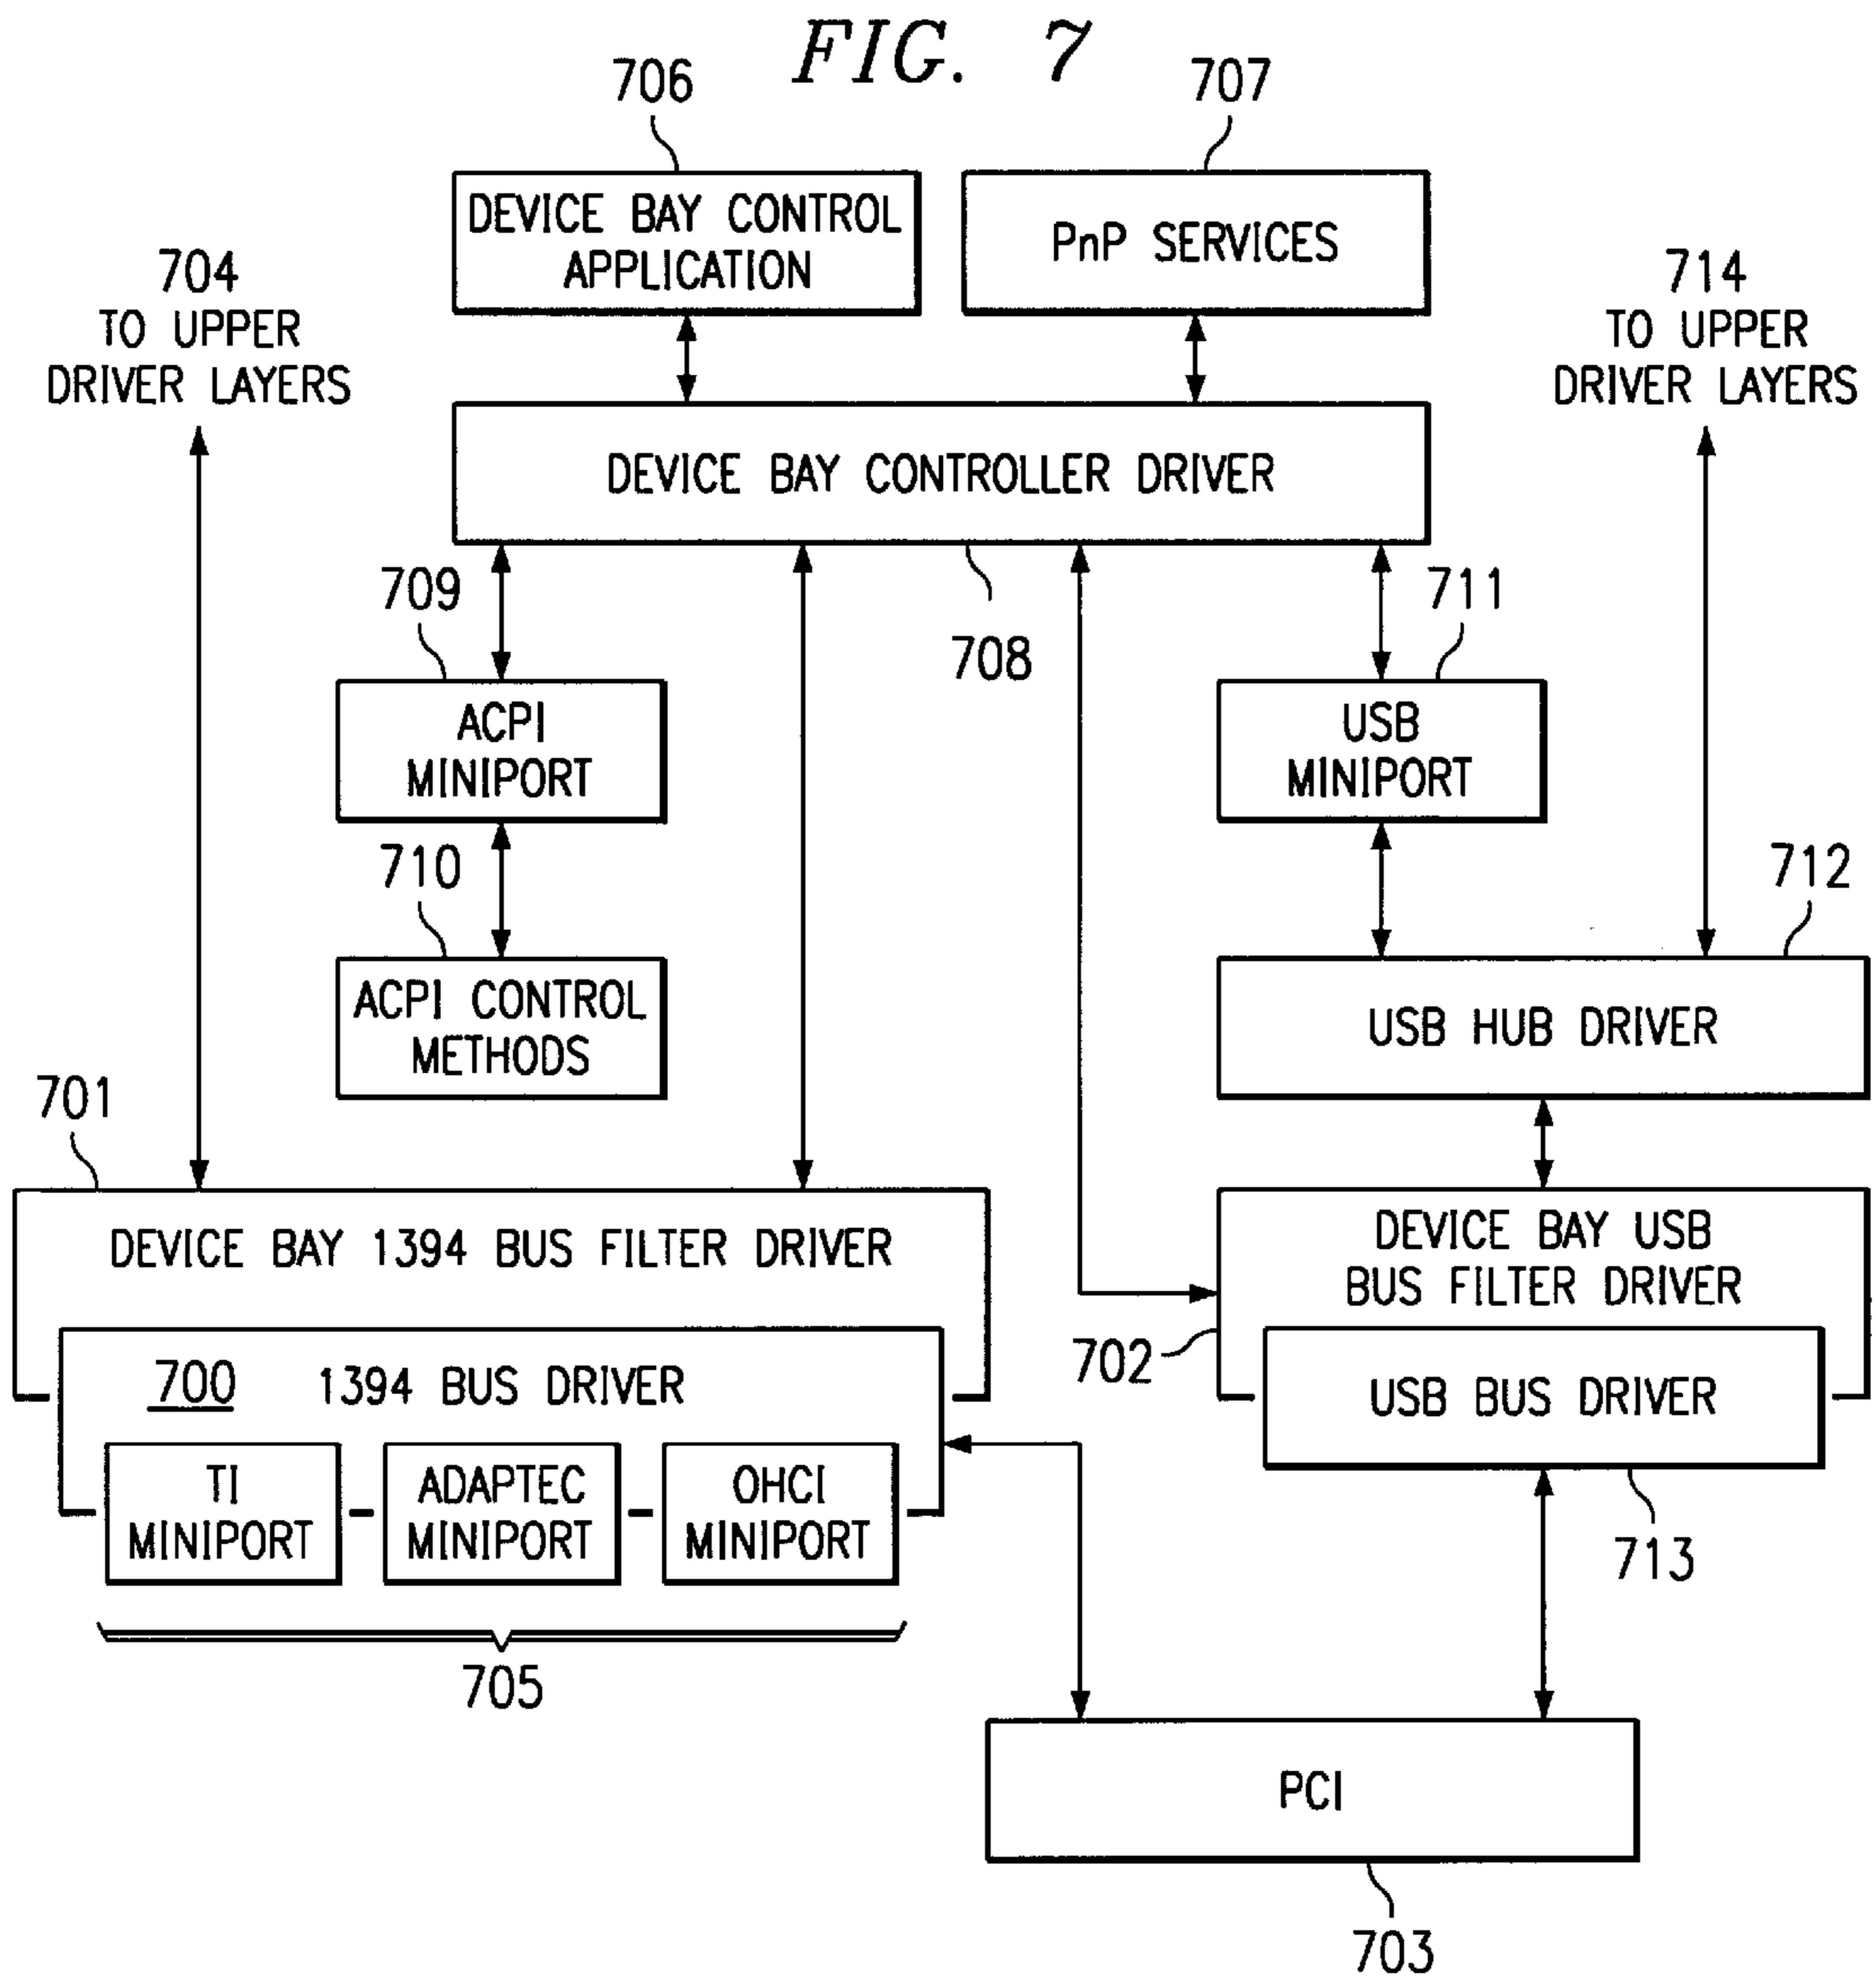 FIG. 7
706
707
DEVICE BAY CONTROL
APPLICATION
PnP SERVICES
704
TO UPPER
DRIVER LAYERS
714
TO UPPER
DRIVER LAYERS
DEVICE BAY CONTROLLER DRIVER
709
708
711
ACPI
MINIPORT
USB
MINIPORT
710
712
ACPI CONTROL
METHODS
USB HUB DRIVER
701
DEVICE BAY 1394 BUS FILTER DRIVER
DEVICE BAY USB
BUS FILTER DRIVER
702
700 1394 BUS DRIVER
USB BUS DRIVER
TI
MINIPORT
ADAPTEC
MINIPORT
OHCI
MINIPORT
713
705
PCI
703